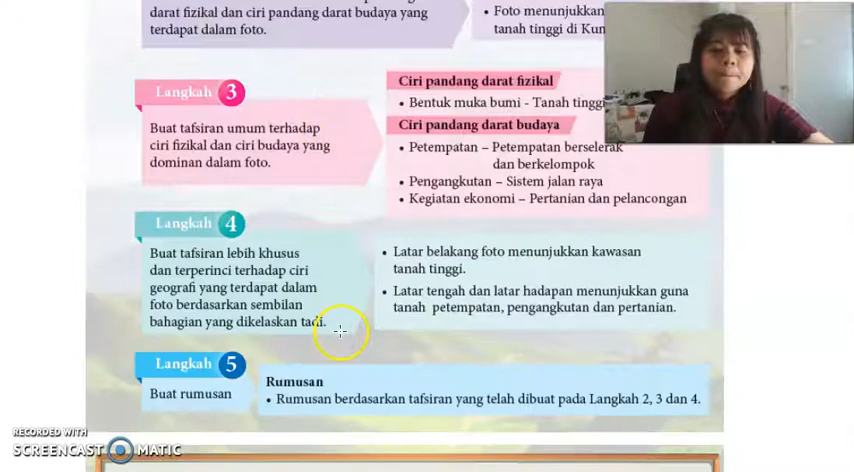 darat fizikal dan ciri pandang darat budaya yang
terdapat dalam foto.
• Foto menunjukkan
tanah tinggi di Kun
Langkah 3
Buat tafsiran umum terhadap
ciri fizikal dan ciri budaya yang
dominan dalam foto.
Ciri pandang darat fizikal
• Bentuk muka bumi - Tanah tinggi
Ciri pandang darat budaya
• Petempatan – Petempatan berselerak
dan berkelompok
• Pengangkutan – Sistem jalan raya
• Kegiatan ekonomi – Pertanian dan pelancongan
Langkah 4
Buat tafsiran lebih khusus
dan terperinci terhadap ciri
geografi yang terdapat dalam
foto berdasarkan sembilan
bahagian yang dikelaskan tadi.
• Latar belakang foto menunjukkan kawasan
tanah tinggi.
• Latar tengah dan latar hadapan menunjukkan guna
tanah petempatan, pengangkutan dan pertanian.
Langkah 5
Buat rumusan
Rumusan
• Rumusan berdasarkan tafsiran yang telah dibuat pada Langkah 2, 3 dan 4.
RECORDED WITH
SCREENCAST MATIC